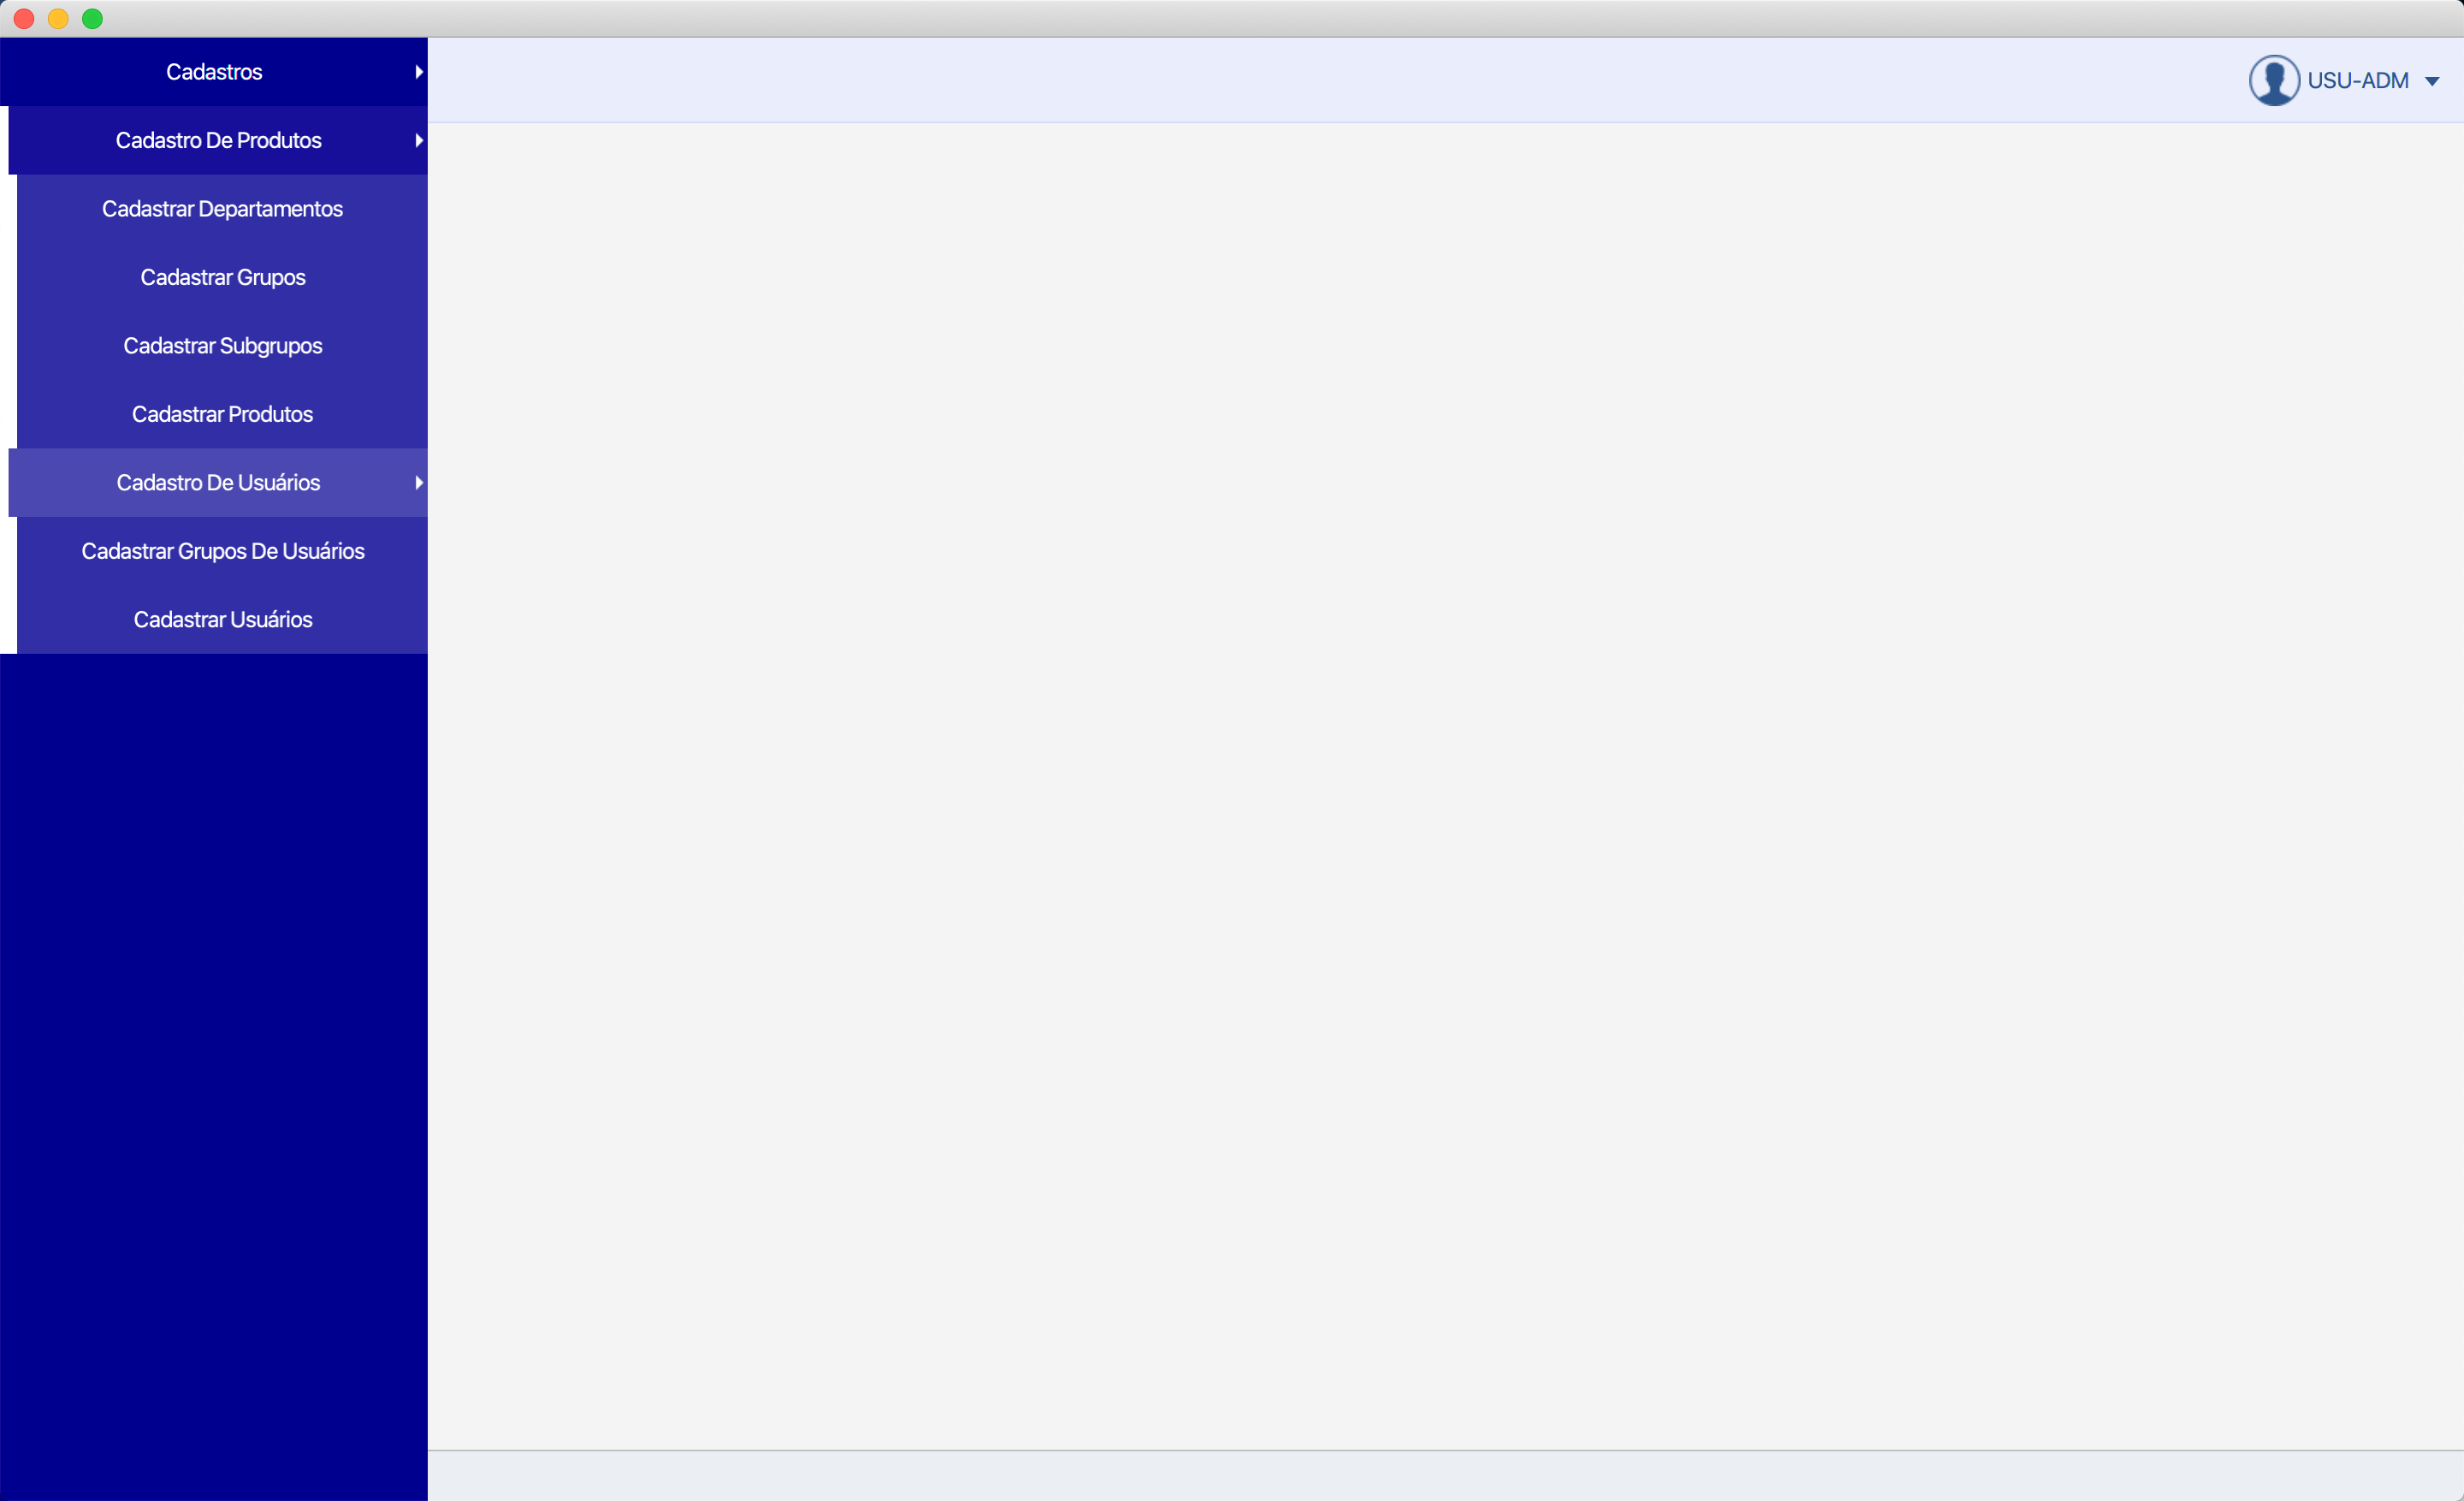 Cadastros
USU-ADM
Cadastro De Produtos
Cadastrar Departamentos
Cadastrar Grupos
Cadastrar Subgrupos
Cadastrar Produtos
Cadastro De Usuários
Cadastrar Grupos De Usuários
Cadastrar Usuários